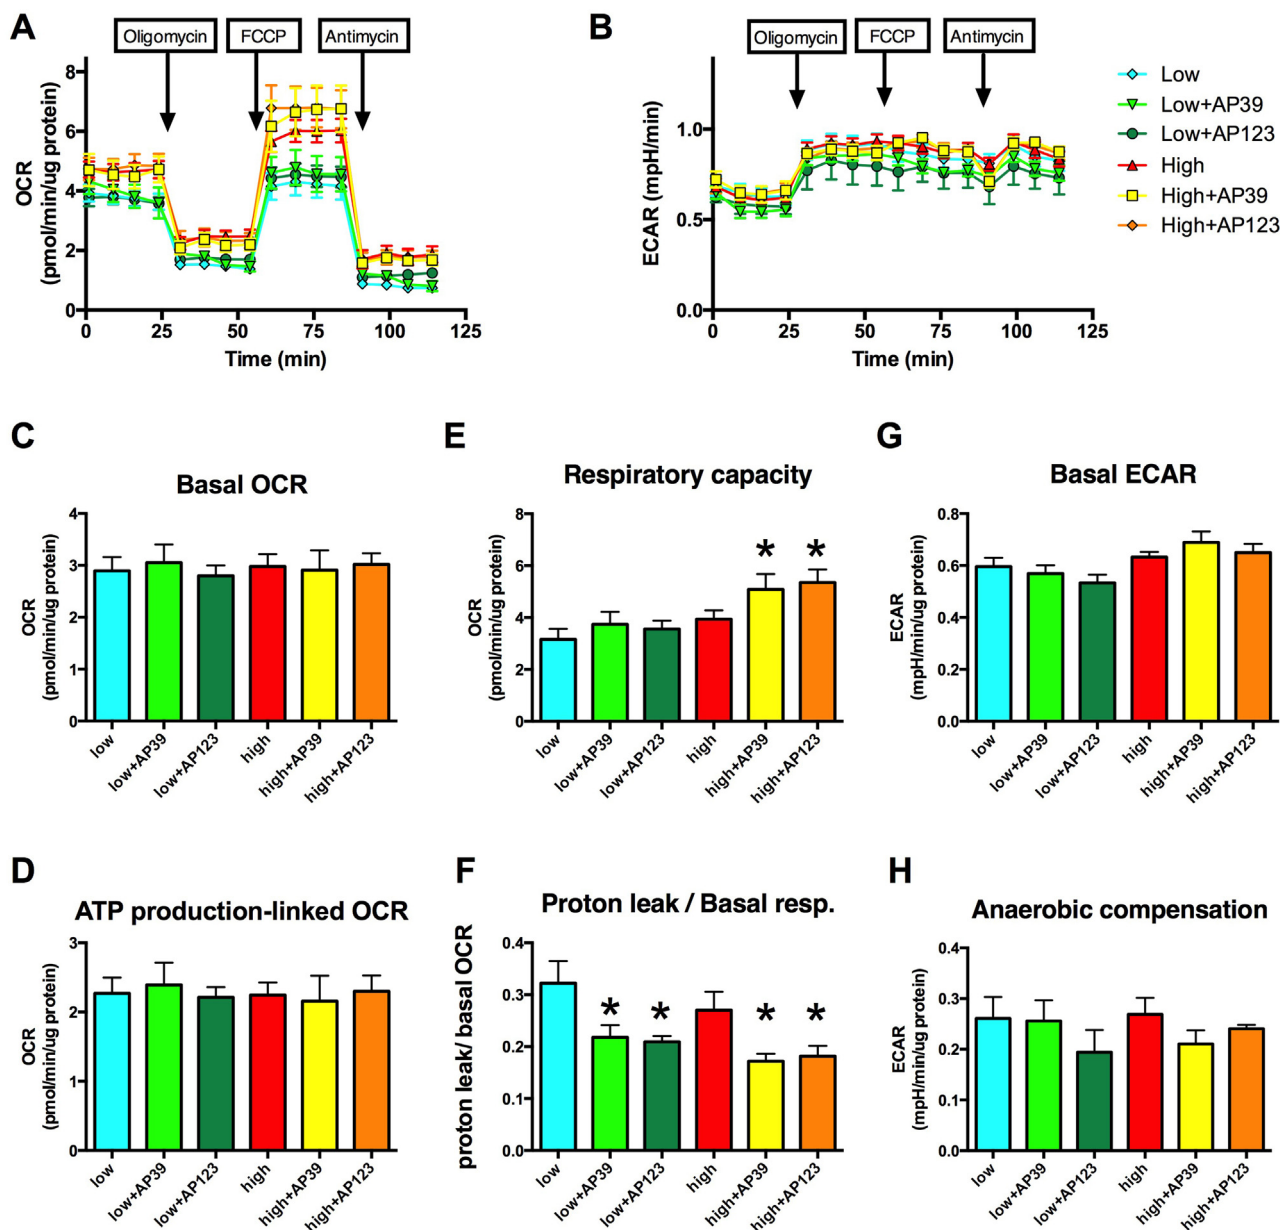 A
Oligomycin
FCCP
Antimycin
OCR
(pmol/min/ug protein)
8
6
4
2
0
0
25
50
75
100
125
Time (min)
B
Oligomycin
FCCP
Antimycin
ECAR (mpH/min)
1.0
0.5
0.0
0
25
50
75
100
125
Time (min)
Low
Low+AP39
Low+AP123
High
High+AP39
High+AP123
C
Basal OCR
OCR
(pmol/min/ug protein)
4
3
2
1
0
low
low+AP39
low+AP123
high
high+AP39
high+AP123
E
Respiratory capacity
OCR
(pmol/min/ug protein)
8
6
4
2
0
* *
low
low+AP39
low+AP123
high
high+AP39
high+AP123
G
Basal ECAR
ECAR
(mpH/min/ug protein)
0.8
0.6
0.4
0.2
0.0
low
low+AP39
low+AP123
high
high+AP39
high+AP123
D
ATP production-linked OCR
OCR
(pmol/min/ug protein)
3
2
1
0
low
low+AP39
low+AP123
high
high+AP39
high+AP123
F
Proton leak / Basal resp.
proton leak/ basal OCR
0.4
0.3
0.2
0.1
0.0
* * * *
low
low+AP39
low+AP123
high
high+AP39
high+AP123
H
Anaerobic compensation
ECAR
(mpH/min/ug protein)
0.4
0.3
0.2
0.1
0.0
low
low+AP39
low+AP123
high
high+AP39
high+AP123